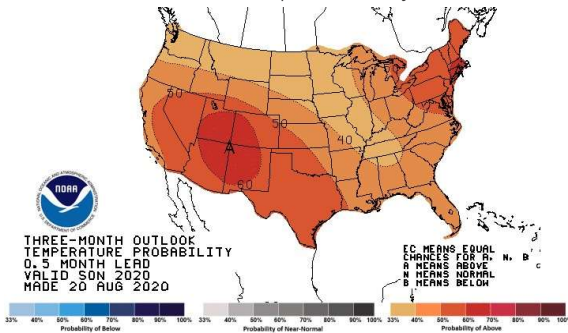 50
50
40
A
60
NOAA
THREE-MONTH OUTLOOK
TEMPERATURE PROBABILITY
0.5 MONTH LEAD
VALID SON 2020
MADE 20 AUG 2020
EC MEANS EQUAL
CHANCES FOR A, N, B
A MEANS ABOVE
N MEANS NORMAL
B MEANS BELOW
33% 40% 50% 60% 70% 80% 90% 100%
Probability of Below
33% 40% 50% 60% 70% 80% 90% 100%
Probability of Near-Normal
33% 40% 50% 60% 70% 80% 90% 100%
Probability of Above